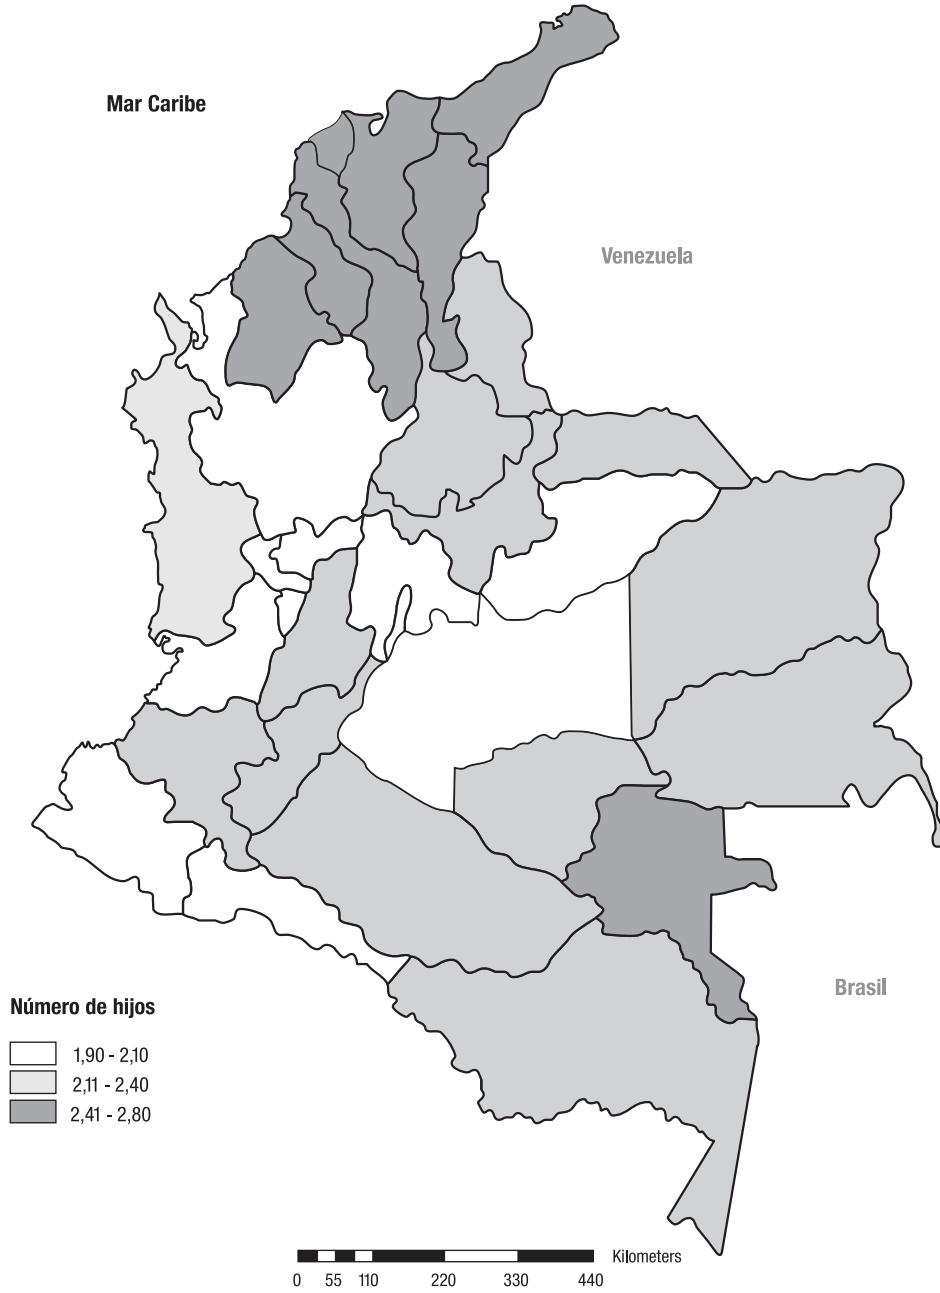 Mar Caribe
Venezuela
Brasil
Número de hijos
1,90 - 2,10
2,11 - 2,40
2,41 - 2,80
Kilometers
0 55 110 220 330 440